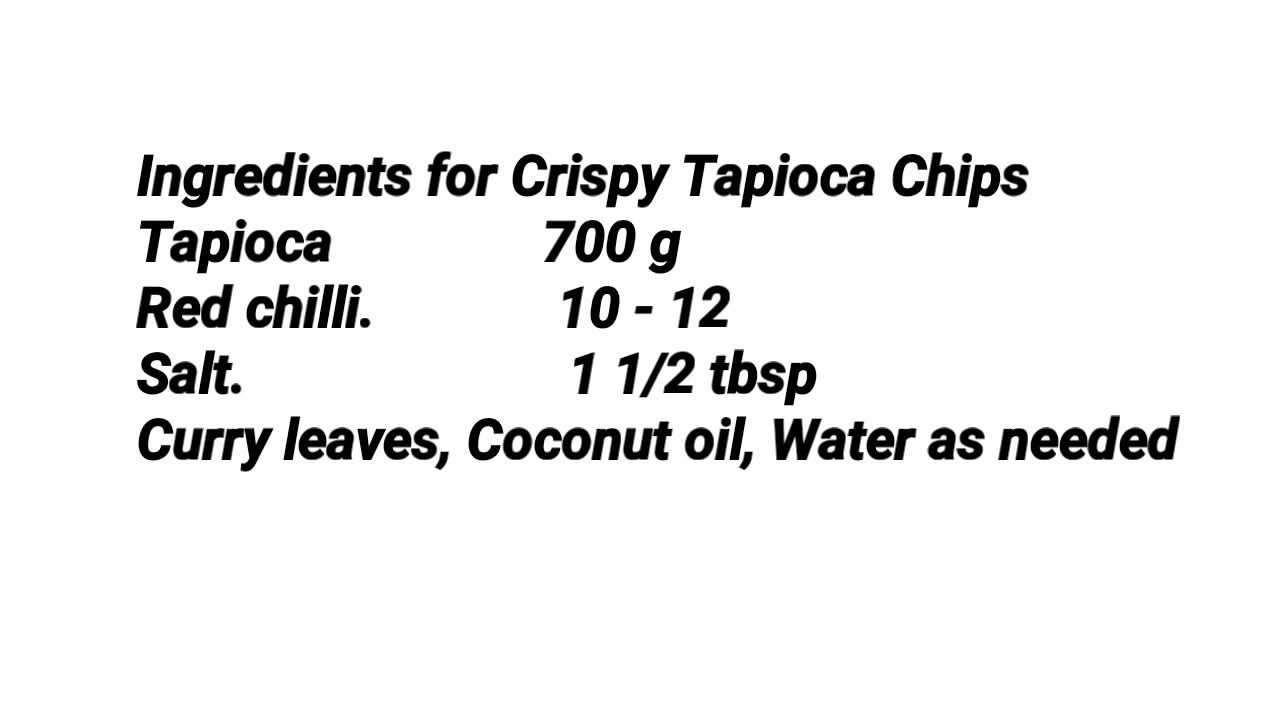 Ingredients for Crispy Tapioca Chips
Tapioca 700 g
Red chilli. 10 - 12
Salt. 1 1/2 tbsp
Curry leaves, Coconut oil, Water as needed